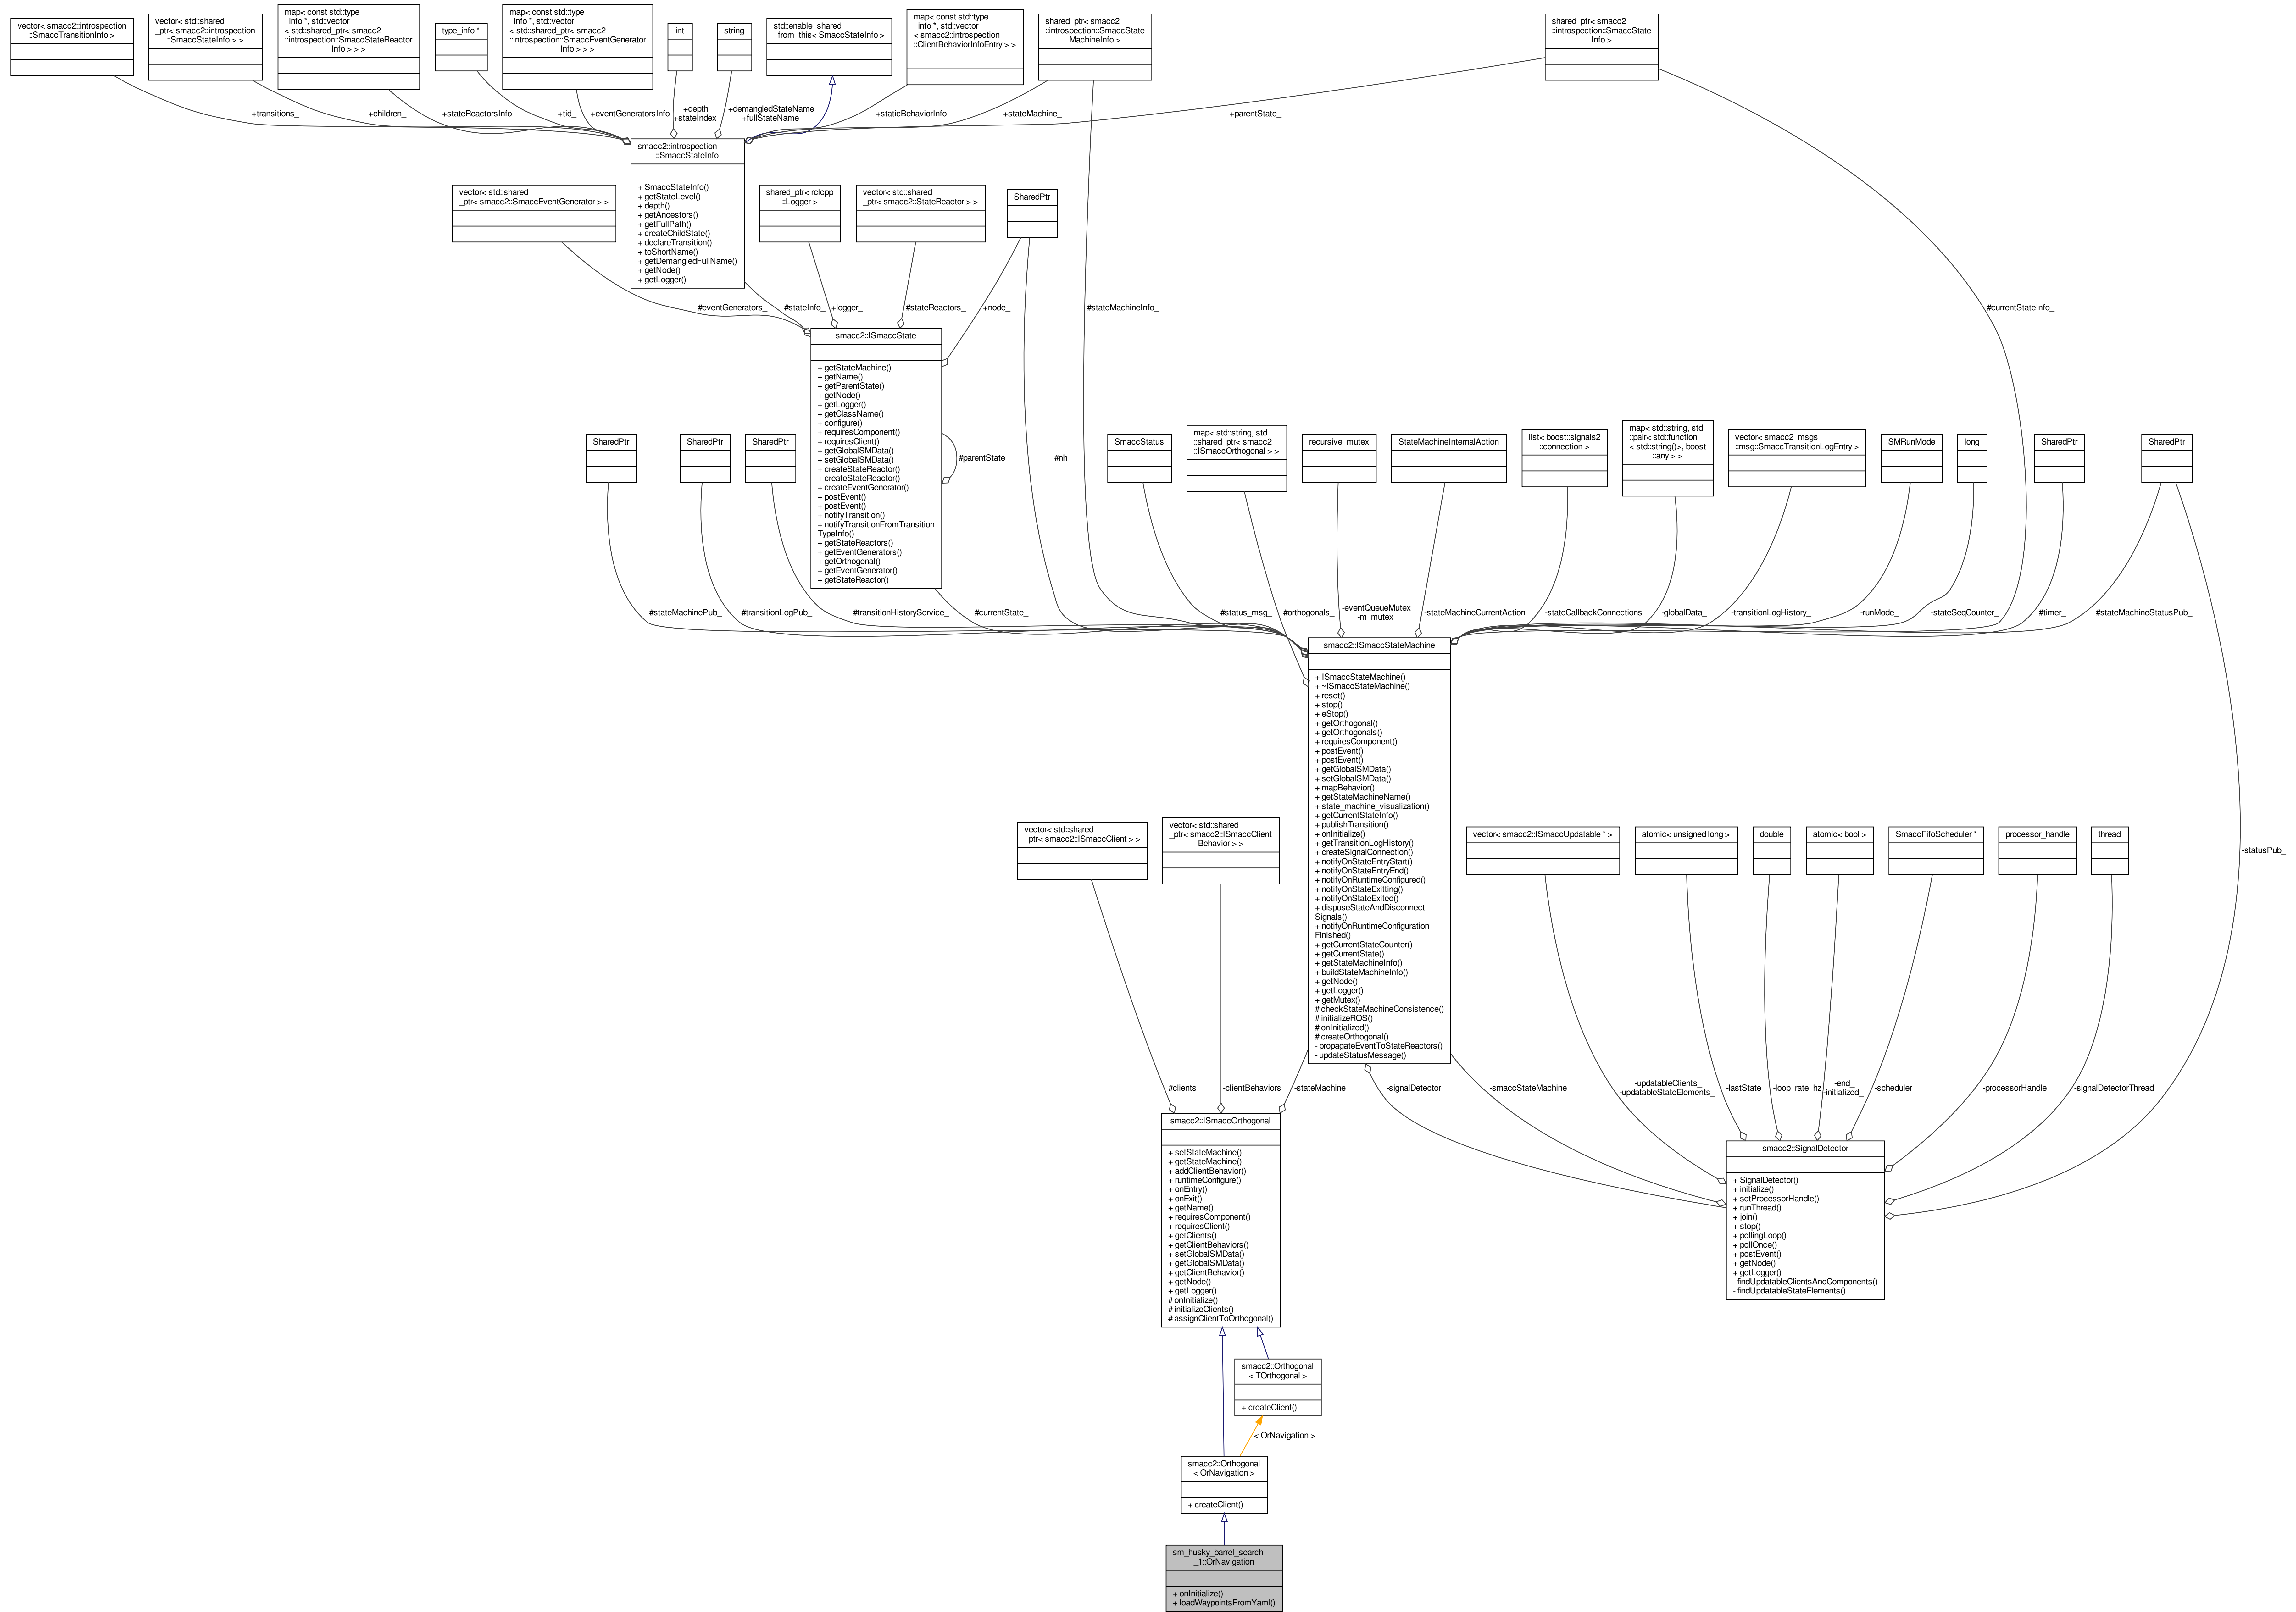 vector< smacc2::introspection
::SmaccTransitionInfo >
vector< std::shared
_ptr< smacc2::introspection
::SmaccStateInfo > >
map< const std::type
_info *, std::vector
< std::shared_ptr< smacc2
::introspection::SmaccStateReactor
Info > > >
type_info *
map< const std::type
_info *, std::vector
< std::shared_ptr< smacc2
::introspection::SmaccEventGenerator
Info > > >
int
string
std::enable_shared
_from_this< SmaccStateInfo >
map< const std::type
_info *, std::vector
< smacc2::introspection
::ClientBehaviorInfoEntry > >
shared_ptr< smacc2
::introspection::SmaccState
MachineInfo >
shared_ptr< smacc2
::introspection::SmaccState
Info >
+transitions_
+children_
+stateReactorsInfo
+tid_
+eventGeneratorsInfo
+depth_
+stateIndex_
+demangledStateName
+fullStateName
+staticBehaviorInfo
+stateMachine_
+parentState_
smacc2::introspection
::SmaccStateInfo
+ SmaccStateInfo()
+ getStateLevel()
+ depth()
+ getAncestors()
+ getFullPath()
+ createChildState()
+ declareTransition()
+ toShortName()
+ getDemangledFullName()
+ getNode()
+ getLogger()
vector< std::shared
_ptr< smacc2::SmaccEventGenerator > >
shared_ptr< rclcpp
::Logger >
vector< std::shared
_ptr< smacc2::StateReactor > >
SharedPtr
#eventGenerators_
#stateInfo_
+logger_
#stateReactors_
+node_
#stateMachineInfo_
#currentStateInfo_
smacc2::ISmaccState
+ getStateMachine()
+ getName()
+ getParentState()
+ getNode()
+ getLogger()
+ getClassName()
+ configure()
+ requiresComponent()
+ requiresClient()
+ getGlobalSMData()
+ setGlobalSMData()
+ createStateReactor()
+ createStateReactor()
+ createEventGenerator()
+ postEvent()
+ postEvent()
+ notifyTransition()
+ notifyTransitionFromTransition
TypeInfo()
+ getStateReactors()
+ getEventGenerators()
+ getOrthogonal()
+ getEventGenerator()
+ getStateReactor()
#parentState_
#nh_
SharedPtr
SharedPtr
SharedPtr
SmaccStatus
map< std::string, std
::shared_ptr< smacc2
::ISmaccOrthogonal > >
recursive_mutex
StateMachineInternalAction
list< boost::signals2
::connection >
map< std::string, std
::pair< std::function
< std::string()>, boost
::any > >
vector< smacc2_msgs
::msg::SmaccTransitionLogEntry >
SMRunMode
long
SharedPtr
SharedPtr
#stateMachinePub_
#transitionLogPub_
#transitionHistoryService_
#currentState_
#status_msg_
#orthogonals_
-eventQueueMutex_
-m_mutex_
-stateMachineCurrentAction
-stateCallbackConnections
-globalData_
-transitionLogHistory_
-runMode_
-stateSeqCounter_
#timer_
#stateMachineStatusPub_
smacc2::ISmaccStateMachine
+ ISmaccStateMachine()
+ ~ISmaccStateMachine()
+ reset()
+ stop()
+ eStop()
+ getOrthogonal()
+ getOrthogonals()
+ requiresComponent()
+ postEvent()
+ postEvent()
+ getGlobalSMData()
+ setGlobalSMData()
+ mapBehavior()
+ getStateMachineName()
+ state_machine_visualization()
+ getCurrentStateInfo()
+ publishTransition()
+ onInitialize()
+ getTransitionLogHistory()
+ createSignalConnection()
+ notifyOnStateEntryStart()
+ notifyOnStateEntryEnd()
+ notifyOnRuntimeConfigured()
+ notifyOnStateExitting()
+ notifyOnStateExited()
+ disposeStateAndDisconnect
Signals()
+ notifyOnRuntimeConfiguration
Finished()
+ getCurrentStateCounter()
+ getCurrentState()
+ getStateMachineInfo()
+ buildStateMachineInfo()
+ getNode()
+ getLogger()
+ getMutex()
# checkStateMachineConsistence()
# initializeROS()
# onInitialized()
# createOrthogonal()
- propagateEventToStateReactors()
- updateStatusMessage()
vector< std::shared
_ptr< smacc2::ISmaccClient > >
vector< std::shared
_ptr< smacc2::ISmaccClient
Behavior > >
vector< smacc2::ISmaccUpdatable * >
atomic< unsigned long >
double
atomic< bool >
SmaccFifoScheduler *
processor_handle
thread
-statusPub_
#clients_
-clientBehaviors_
-stateMachine_
-signalDetector_
-smaccStateMachine_
-updatableClients_
-updatableStateElements_
-lastState_
-loop_rate_hz
-end_
-initialized_
-scheduler_
-processorHandle_
-signalDetectorThread_
smacc2::ISmaccOrthogonal
+ setStateMachine()
+ getStateMachine()
+ addClientBehavior()
+ runtimeConfigure()
+ onEntry()
+ onExit()
+ getName()
+ requiresComponent()
+ requiresClient()
+ getClients()
+ getClientBehaviors()
+ setGlobalSMData()
+ getGlobalSMData()
+ getClientBehavior()
+ getNode()
+ getLogger()
# onInitialize()
# initializeClients()
# assignClientToOrthogonal()
smacc2::SignalDetector
+ SignalDetector()
+ initialize()
+ setProcessorHandle()
+ runThread()
+ join()
+ stop()
+ pollingLoop()
+ pollOnce()
+ postEvent()
+ getNode()
+ getLogger()
- findUpdatableClientsAndComponents()
- findUpdatableStateElements()
smacc2::Orthogonal
< TOrthogonal >
+ createClient()
< OrNavigation >
smacc2::Orthogonal
< OrNavigation >
+ createClient()
sm_husky_barrel_search
_1::OrNavigation
+ onInitialize()
+ loadWaypointsFromYaml()